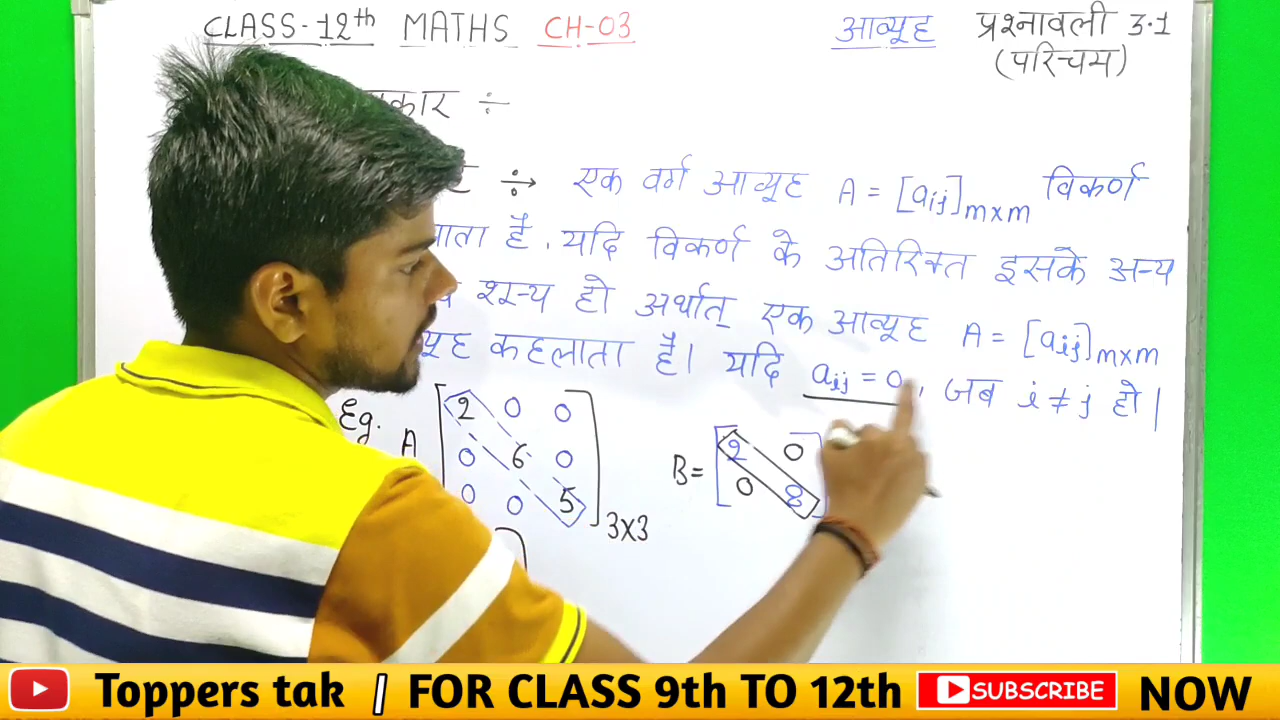 CLASS-12th MATHS CH-03 आव्यूह प्रश्नावली 3.1
(परिचम)
कार ÷
÷→ एक वर्ग आव्यूह A = [aij]m×m विकर्ण
है, यदि विकर्ण के अतिरिक्त इसके अन्य
शून्य हो अर्थात् एक आव्यूह A = [aij]m×m
कहलाता है। यदि aij = 0, जब i ≠ j हो |
Eg. A
2 0 0
0 6 0
0 0 5
3×3
B =
2 0
0 8
Toppers tak | FOR CLASS 9th TO 12th SUBSCRIBE NOW